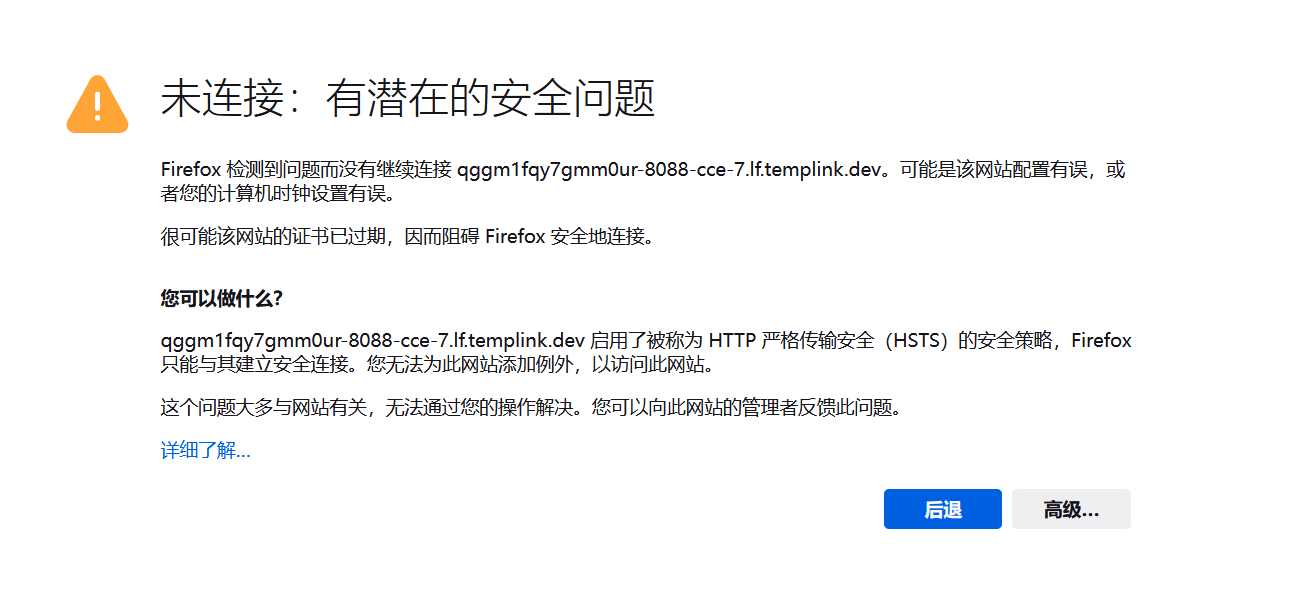 未连接：有潜在的安全问题
Firefox 检测到问题而没有继续连接 qggm1fqy7gmm0ur-8088-cce-7.lf.templink.dev。可能是该网站配置有误，或
者您的计算机时钟设置有误。
很可能该网站的证书已过期，因而阻碍 Firefox 安全地连接。
您可以做什么？
qggm1fqy7gmm0ur-8088-cce-7.lf.templink.dev 启用了被称为 HTTP 严格传输安全（HSTS）的安全策略，Firefox
只能与其建立安全连接。您无法为此网站添加例外，以访问此网站。
这个问题大多与网站有关，无法通过您的操作解决。您可以向此网站的管理者反馈此问题。
详细了解...
后退
高级...